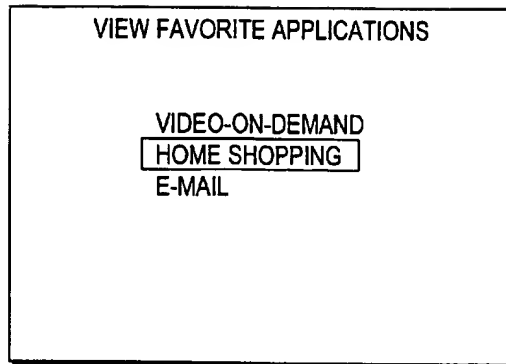 VIEW FAVORITE APPLICATIONS
VIDEO-ON-DEMAND
HOME SHOPPING
E-MAIL